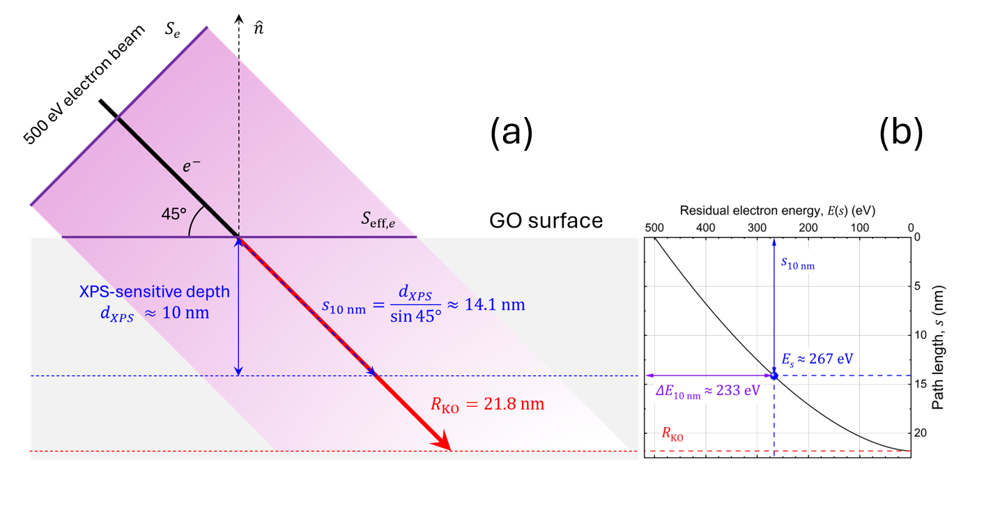 500 eV electron beam
Sₑ
n̂
(a)
(b)
e⁻
45°
S_eff,e
GO surface
XPS-sensitive depth
d_XPS ≈ 10 nm
s_10 nm = d_XPS / sin 45° ≈ 14.1 nm
R_KO = 21.8 nm
Residual electron energy, E(s) (eV)
500 400 300 200 100 0
0
5
10
15
20
Path length, s (nm)
s_10 nm
E_s ≈ 267 eV
ΔE_10 nm ≈ 233 eV
R_KO